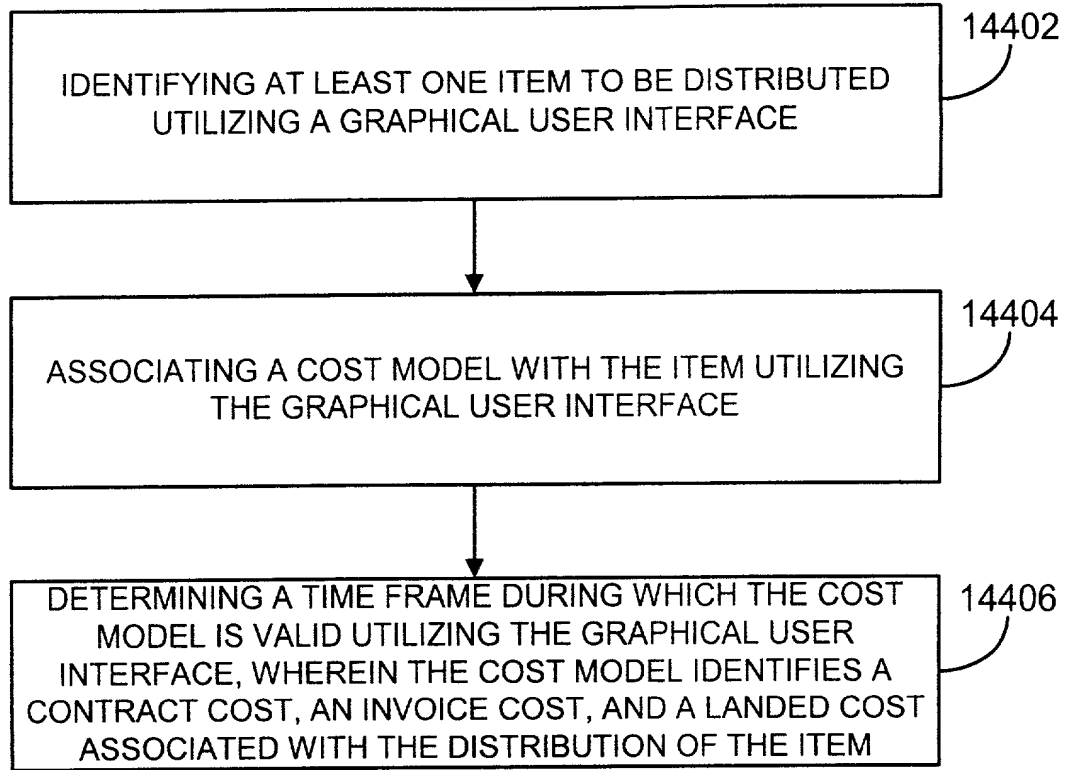 14402
IDENTIFYING AT LEAST ONE ITEM TO BE DISTRIBUTED
UTILIZING A GRAPHICAL USER INTERFACE
14404
ASSOCIATING A COST MODEL WITH THE ITEM UTILIZING
THE GRAPHICAL USER INTERFACE
14406
DETERMINING A TIME FRAME DURING WHICH THE COST
MODEL IS VALID UTILIZING THE GRAPHICAL USER
INTERFACE, WHEREIN THE COST MODEL IDENTIFIES A
CONTRACT COST, AN INVOICE COST, AND A LANDED COST
ASSOCIATED WITH THE DISTRIBUTION OF THE ITEM